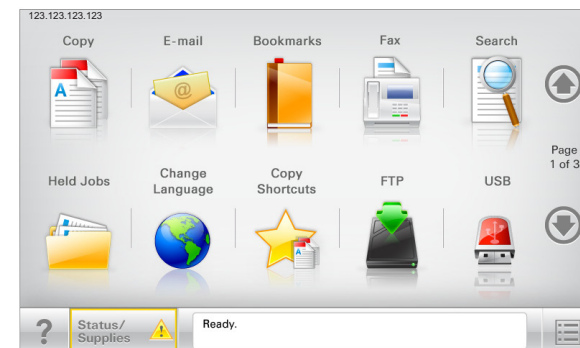 123.123.123.123
Copy
E-mail
Bookmarks
Fax
Search
A
@
Page
1 of 3
Held Jobs
Change
Language
Copy
Shortcuts
FTP
USB
A
?
Status/
Supplies
!
Ready.